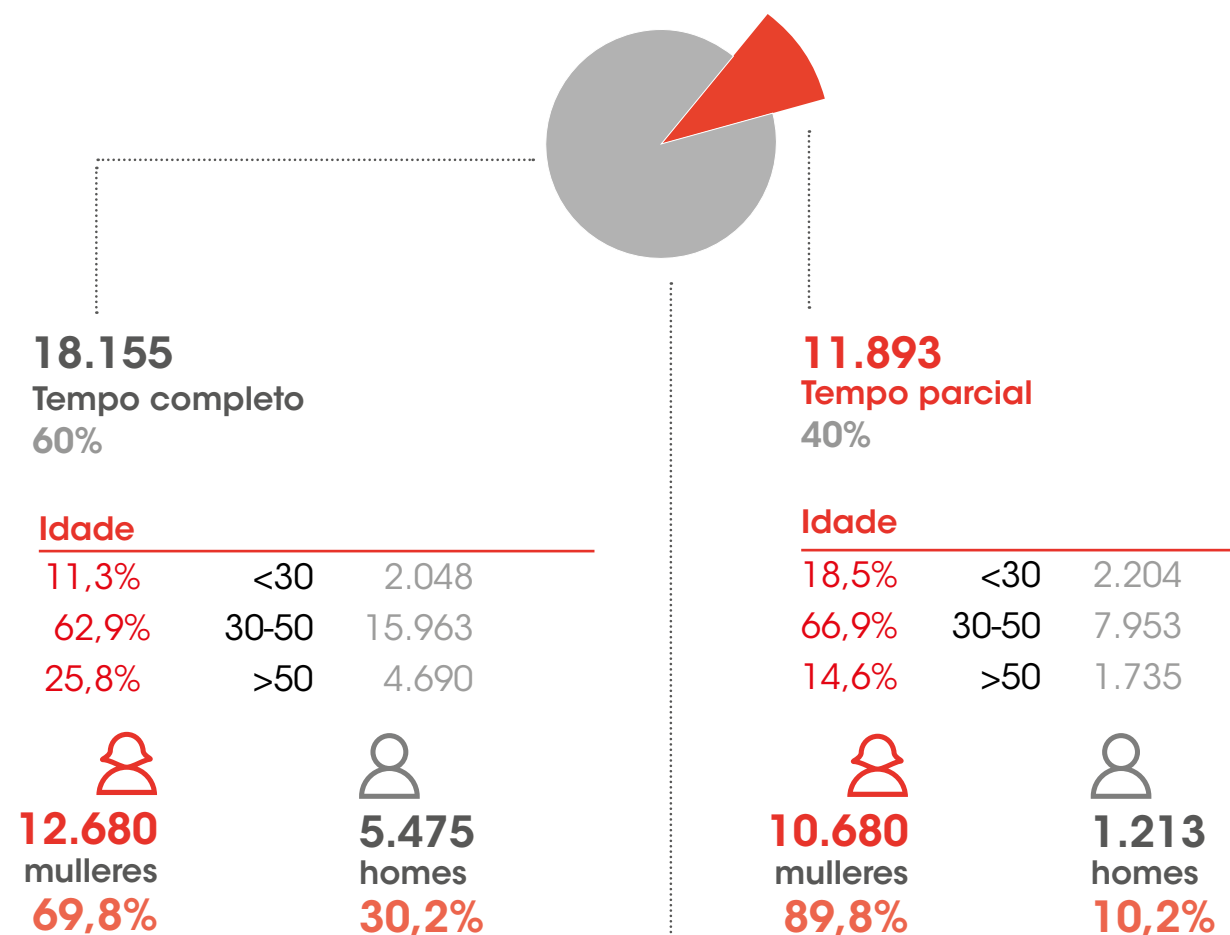 18.155
Tempo completo
60%
Idade
11,3% <30 2.048
62,9% 30-50 15.963
25,8% >50 4.690
12.680
mulleres
69,8%
5.475
homes
30,2%
11.893
Tempo parcial
40%
Idade
18,5% <30 2.204
66,9% 30-50 7.953
14,6% >50 1.735
10.680
mulleres
89,8%
1.213
homes
10,2%